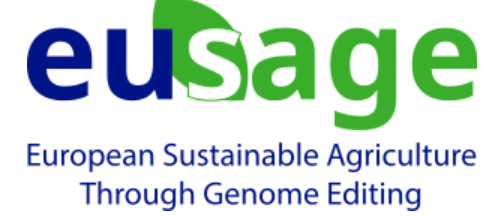 eusage
European Sustainable Agriculture
Through Genome Editing